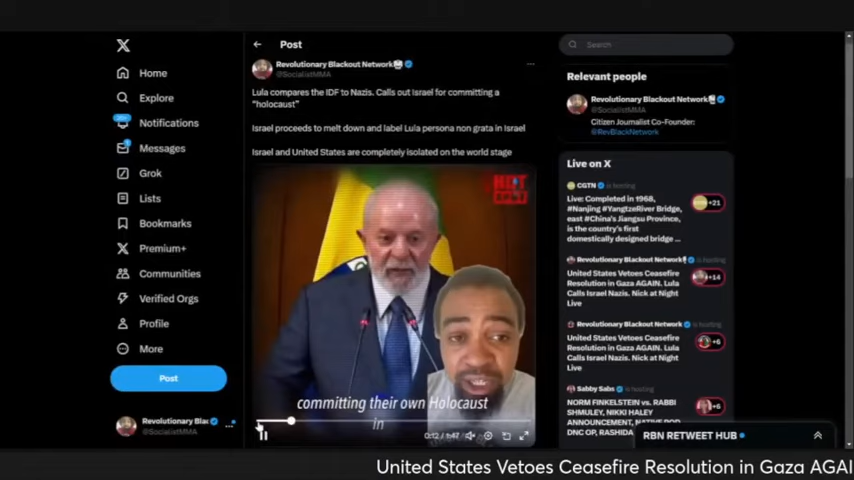 Home
Explore
20+
Notifications
Messages
Grok
Lists
Bookmarks
Premium+
Communities
Verified Orgs
Profile
More
Post
Revolutionary Blac
@SocialistMMA
Post
Revolutionary Blackout Network
@SocialistMMA
Lula compares the IDF to Nazis. Calls out Israel for committing a
"holocaust"
Israel proceeds to melt down and label Lula persona non grata in Israel
Israel and United States are completely isolated on the world stage
committing their own Holocaust
in
0:12 / 1:47
Search
Relevant people
Revolutionary Blackout Network
@SocialistMMA
Citizen Journalist Co-Founder:
@RevBlackNetwork
Live on X
CGTN is hosting
Live: Completed in 1968,
#Nanjing #YangtzeRiver Bridge,
east #China's Jiangsu Province,
is the country's first
domestically designed bridge ...
+21
Revolutionary Blackout Network is hosting
United States Vetoes Ceasefire
Resolution in Gaza AGAIN. Lula
Calls Israel Nazis. Nick at Night
Live
+14
Revolutionary Blackout Network is hosting
United States Vetoes Ceasefire
Resolution in Gaza AGAIN. Lula
Calls Israel Nazis. Nick at Night
Live
+6
Sabby Sabs is hosting
NORM FINKELSTEIN vs. RABBI
SHMULEY, NIKKI HALEY
ANNOUNCEMENT, NATIVE
DNC OP, RASHIDA
+6
RBN RETWEET HUB
United States Vetoes Ceasefire Resolution in Gaza AGAI